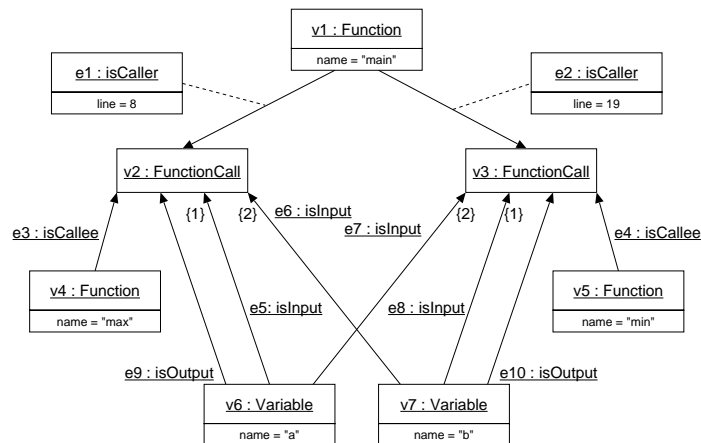 v1 : Function
name = "main"
e1 : isCaller
line = 8
e2 : isCaller
line = 19
v2 : FunctionCall
v3 : FunctionCall
{1}
{2}
e6 : isInput
e7 : isInput
{2}
{1}
e3 : isCallee
e4 : isCallee
v4 : Function
name = "max"
e5: isInput
e8 : isInput
v5 : Function
name = "min"
e9 : isOutput
e10 : isOutput
v6 : Variable
name = "a"
v7 : Variable
name = "b"